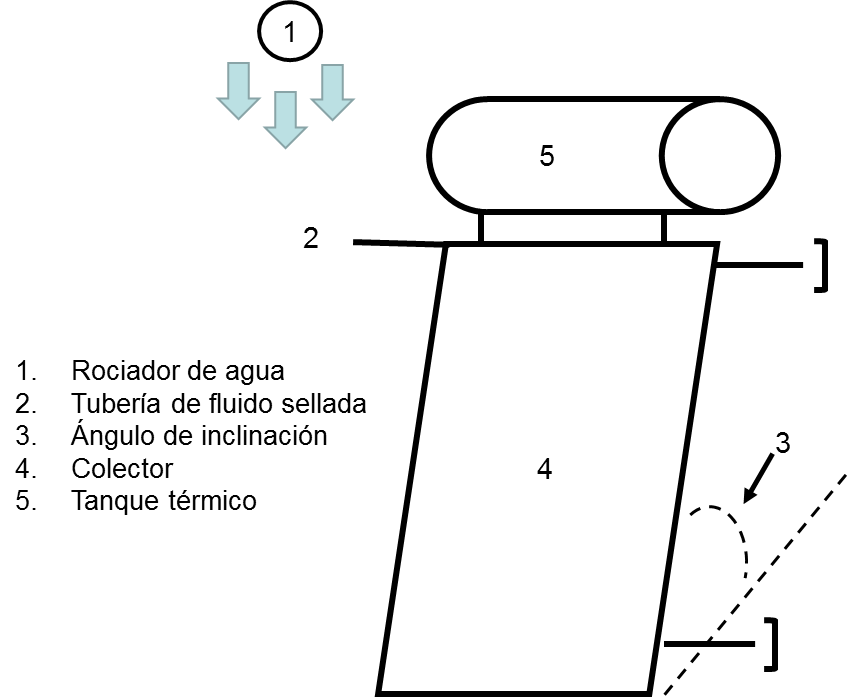 1
5
2
1. Rociador de agua
2. Tubería de fluido sellada
3. Ángulo de inclinación
4. Colector
5. Tanque térmico
3
4